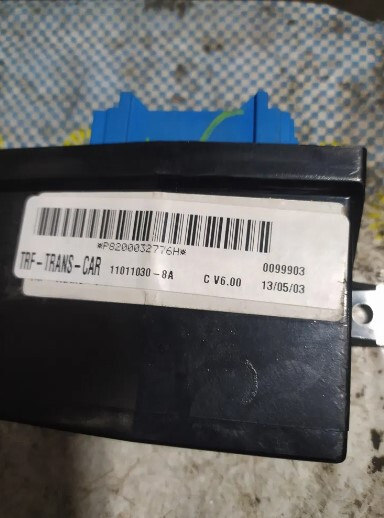 *P8200032776H*
0099903
TRF-TRANS-CAR 11011030-8A C V6.00 13/05/03